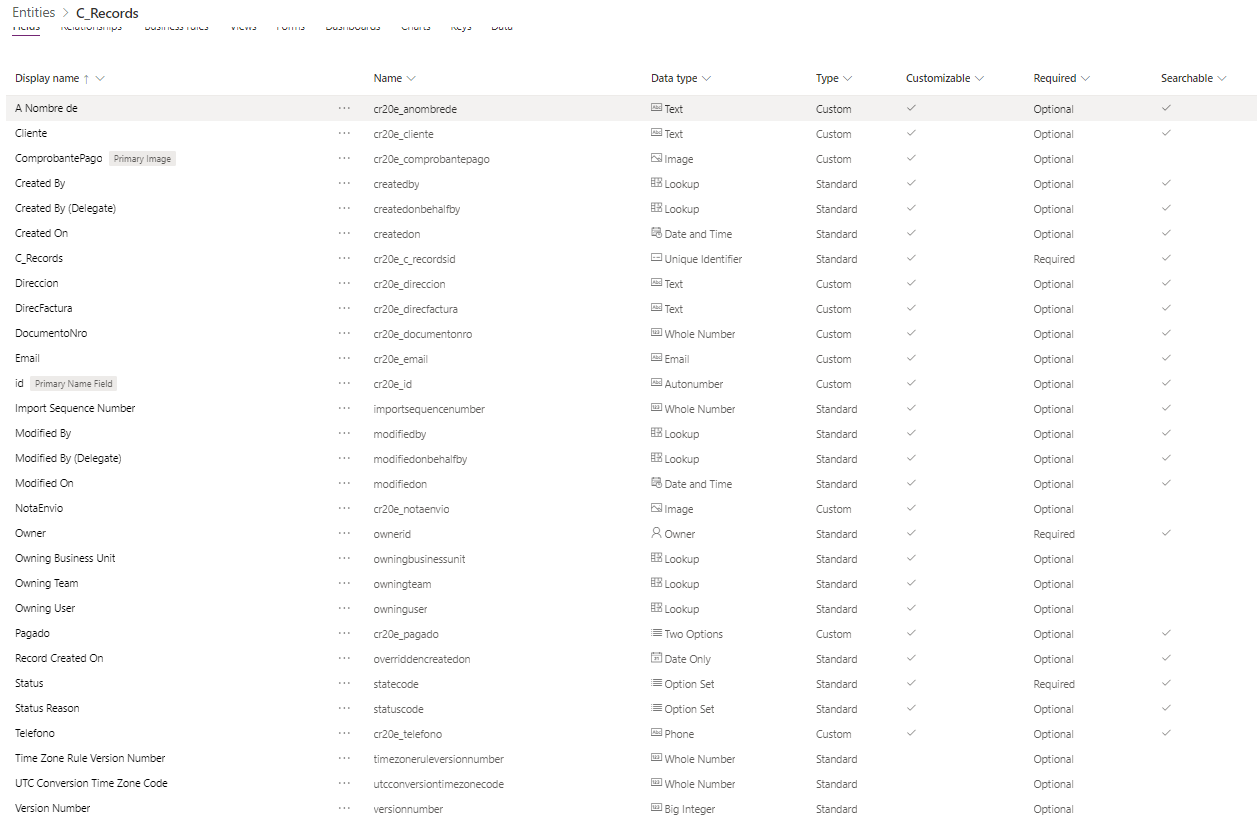 Entities > C_Records
Fields Relationships Business rules Views Forms Dashboards Charts Keys Data
Display name ↑ Name Data type Type Customizable Required Searchable
A Nombre de ··· cr20e_anombrede Text Custom ✓ Optional ✓
Cliente ··· cr20e_cliente Text Custom ✓ Optional ✓
ComprobantePago Primary Image ··· cr20e_comprobantepago Image Custom ✓ Optional
Created By ··· createdby Lookup Standard ✓ Optional ✓
Created By (Delegate) ··· createdonbehalfby Lookup Standard ✓ Optional ✓
Created On ··· createdon Date and Time Standard ✓ Optional ✓
C_Records ··· cr20e_c_recordsid Unique Identifier Standard ✓ Required ✓
Direccion ··· cr20e_direccion Text Custom ✓ Optional ✓
DirecFactura ··· cr20e_direcfactura Text Custom ✓ Optional ✓
DocumentoNro ··· cr20e_documentonro Whole Number Custom ✓ Optional ✓
Email ··· cr20e_email Email Custom ✓ Optional ✓
id Primary Name Field ··· cr20e_id Autonumber Custom ✓ Optional ✓
Import Sequence Number ··· importsequencenumber Whole Number Standard ✓ Optional ✓
Modified By ··· modifiedby Lookup Standard ✓ Optional ✓
Modified By (Delegate) ··· modifiedonbehalfby Lookup Standard ✓ Optional ✓
Modified On ··· modifiedon Date and Time Standard ✓ Optional ✓
NotaEnvio ··· cr20e_notaenvio Image Custom ✓ Optional
Owner ··· ownerid Owner Standard ✓ Required ✓
Owning Business Unit ··· owningbusinessunit Lookup Standard ✓ Optional
Owning Team ··· owningteam Lookup Standard ✓ Optional
Owning User ··· owninguser Lookup Standard ✓ Optional
Pagado ··· cr20e_pagado Two Options Custom ✓ Optional ✓
Record Created On ··· overriddencreatedon Date Only Standard ✓ Optional ✓
Status ··· statecode Option Set Standard ✓ Required ✓
Status Reason ··· statuscode Option Set Standard ✓ Optional ✓
Telefono ··· cr20e_telefono Phone Custom ✓ Optional ✓
Time Zone Rule Version Number ··· timezoneruleversionnumber Whole Number Standard Optional
UTC Conversion Time Zone Code ··· utcconversiontimezonecode Whole Number Standard Optional
Version Number ··· versionnumber Big Integer Standard Optional